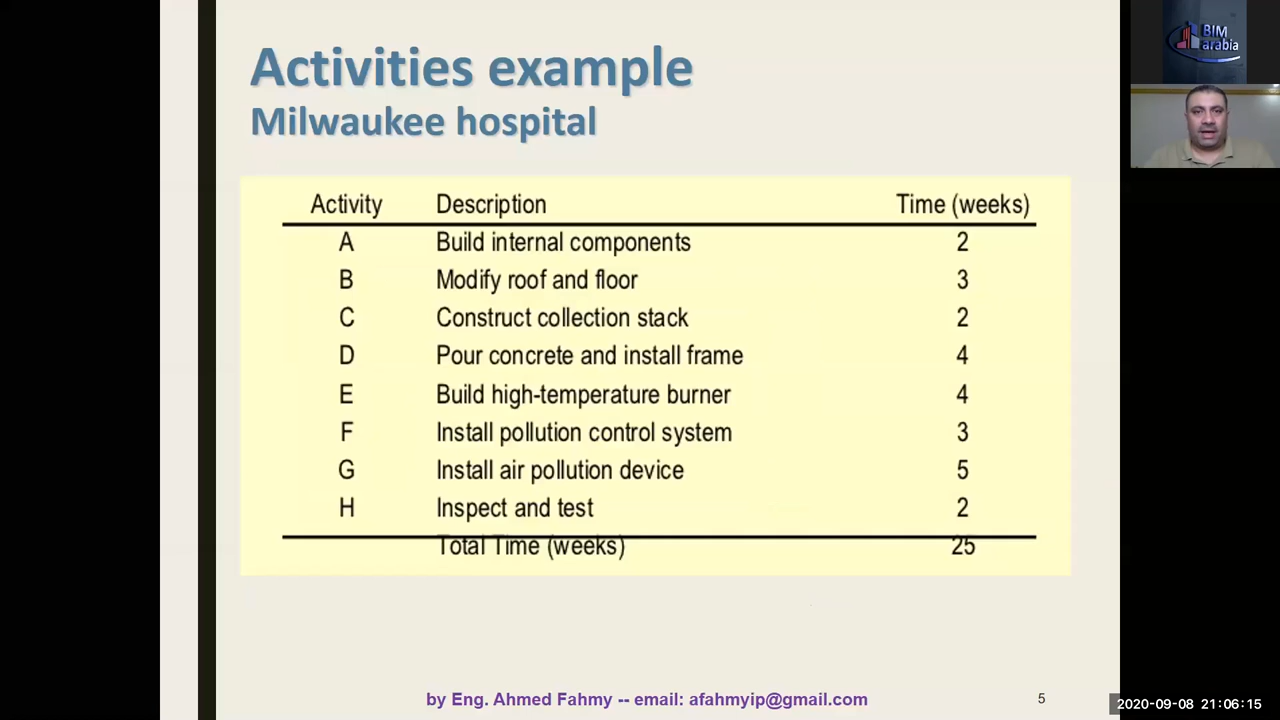 Activities example
Milwaukee hospital
BIM
arabia
Activity Description Time (weeks)
A Build internal components 2
B Modify roof and floor 3
C Construct collection stack 2
D Pour concrete and install frame 4
E Build high-temperature burner 4
F Install pollution control system 3
G Install air pollution device 5
H Inspect and test 2
Total Time (weeks) 25
by Eng. Ahmed Fahmy -- email: afahmyip@gmail.com
5
2020-09-08 21:06:15